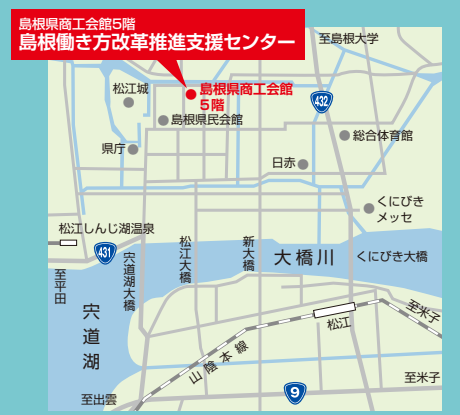 島根県商工会館5階
島根働き方改革推進支援センター
至島根大学
松江城
島根県商工会館
5階
432
島根県民会館
総合体育館
県庁
日赤
くにびき
メッセ
松江しんじ湖温泉
431
至平田
宍道湖大橋
松江大橋
新大橋
大橋川
くにびき大橋
宍道湖
至米子
松江
山陰本線
至米子
9
至出雲